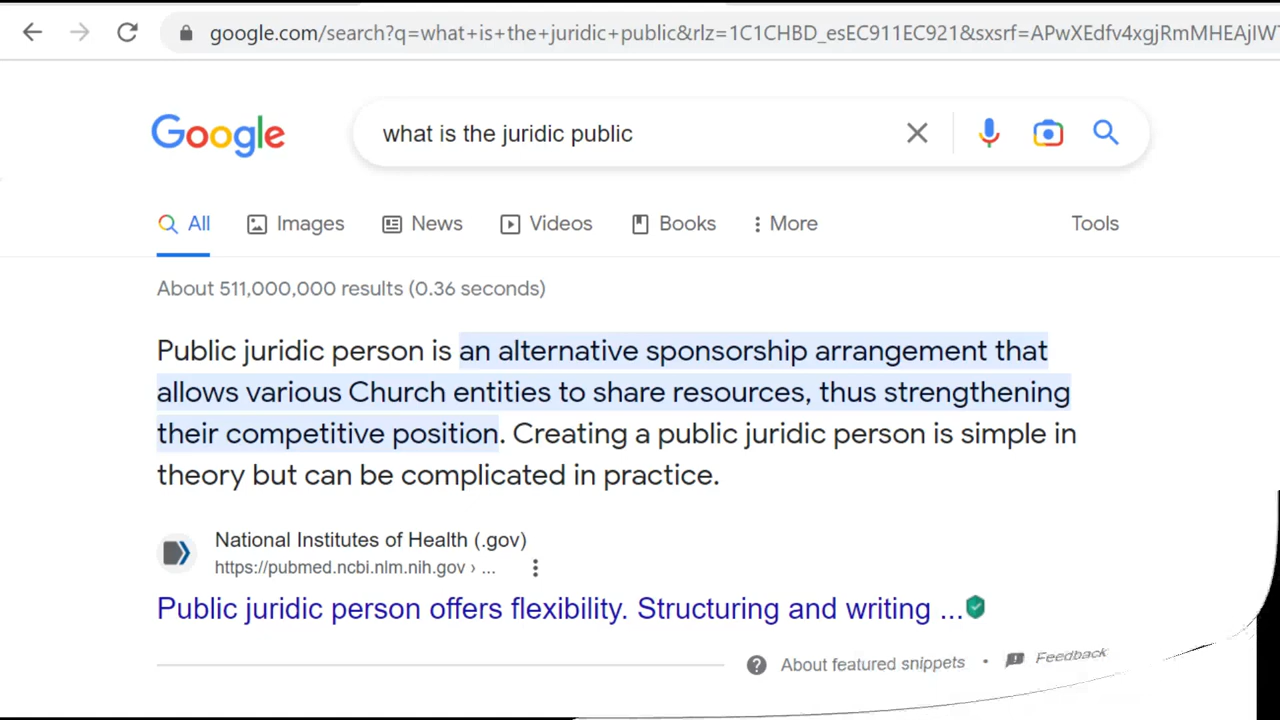 google.com/search?q=what+is+the+juridic+public&rlz=1C1CHBD_esEC911EC921&sxsrf=APwXEdfv4xgjRmMHEAjIW
Google
what is the juridic public
All Images News Videos Books More Tools
About 511,000,000 results (0.36 seconds)
Public juridic person is an alternative sponsorship arrangement that
allows various Church entities to share resources, thus strengthening
their competitive position. Creating a public juridic person is simple in
theory but can be complicated in practice.
National Institutes of Health (.gov)
https://pubmed.ncbi.nlm.nih.gov › ...
Public juridic person offers flexibility. Structuring and writing ...
About featured snippets • Feedback